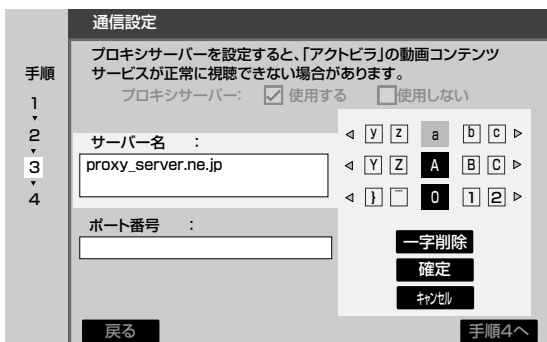 通信設定
プロキシサーバーを設定すると、「アクトビラ」の動画コンテンツ
サービスが正常に視聴できない場合があります。
プロキシサーバー: 使用する 使用しない
手順
1
2
3
4
サーバー名 :
proxy_server.ne.jp
ポート番号 :
y z a b c
Y Z A B C
} ¯ 0 1 2
一字削除
確定
キャンセル
戻る
手順4へ